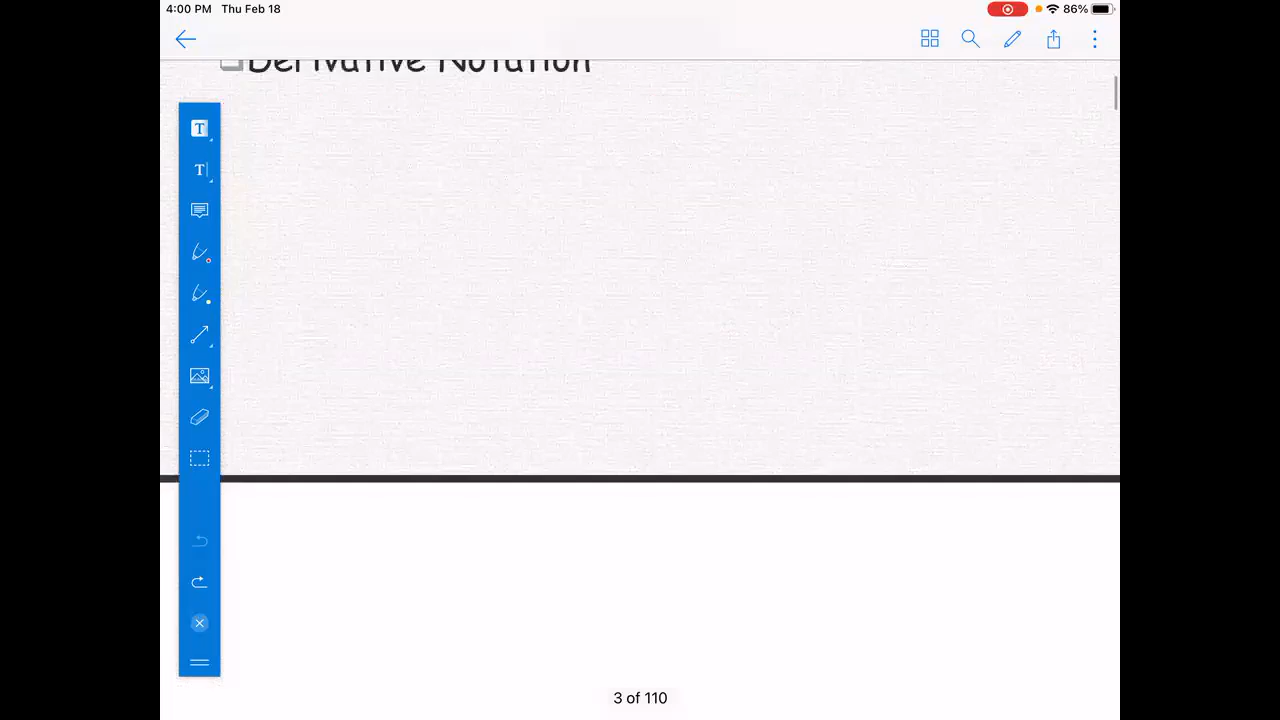 4:00 PM Thu Feb 18
86%
Derivative Notation
T
T
3 of 110